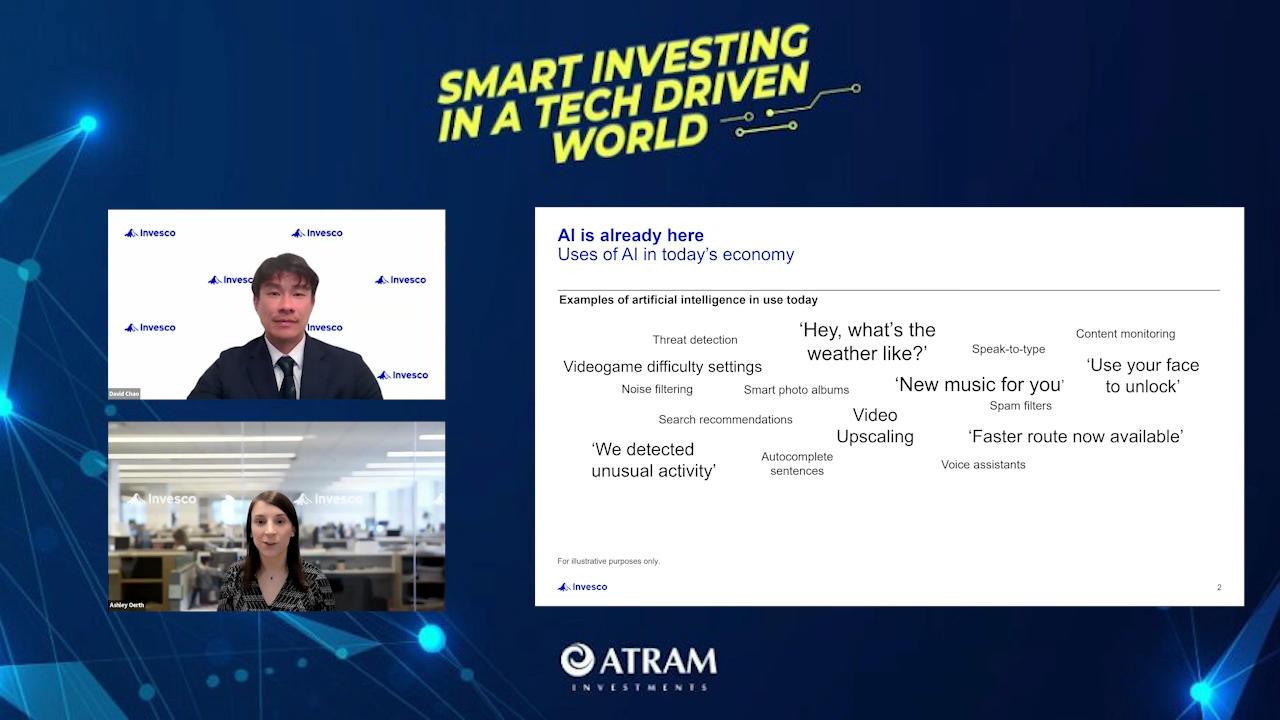 SMART INVESTING
IN A TECH DRIVEN
WORLD
Invesco
Invesco
Invesco
Invesco
Invesco
Invesco
Invesco
David Chao
Invesco
Invesco
Ashley Oerth
AI is already here
Uses of AI in today's economy
Examples of artificial intelligence in use today
Threat detection
‘Hey, what's the
weather like?’
Speak-to-type
Content monitoring
Videogame difficulty settings
‘Use your face
to unlock’
Noise filtering
Smart photo albums
‘New music for you’
Spam filters
Search recommendations
Video
Upscaling
‘Faster route now available’
‘We detected
unusual activity’
Autocomplete
sentences
Voice assistants
For illustrative purposes only.
Invesco
2
ATRAM
INVESTMENTS